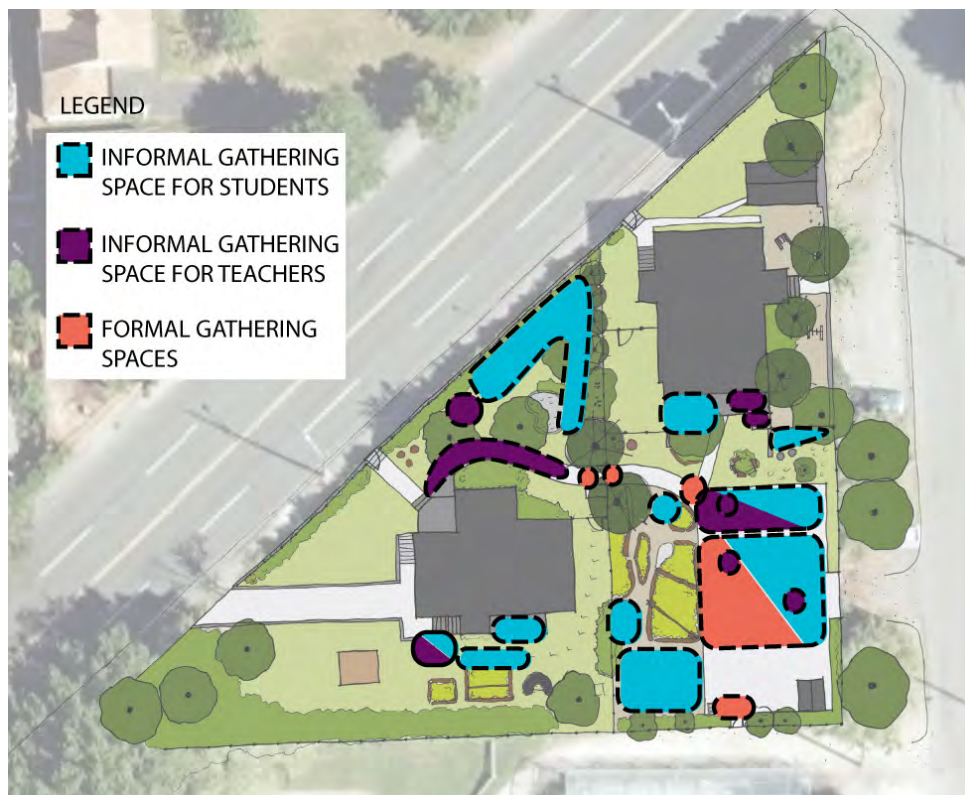 LEGEND
INFORMAL GATHERING
SPACE FOR STUDENTS
INFORMAL GATHERING
SPACE FOR TEACHERS
FORMAL GATHERING
SPACES